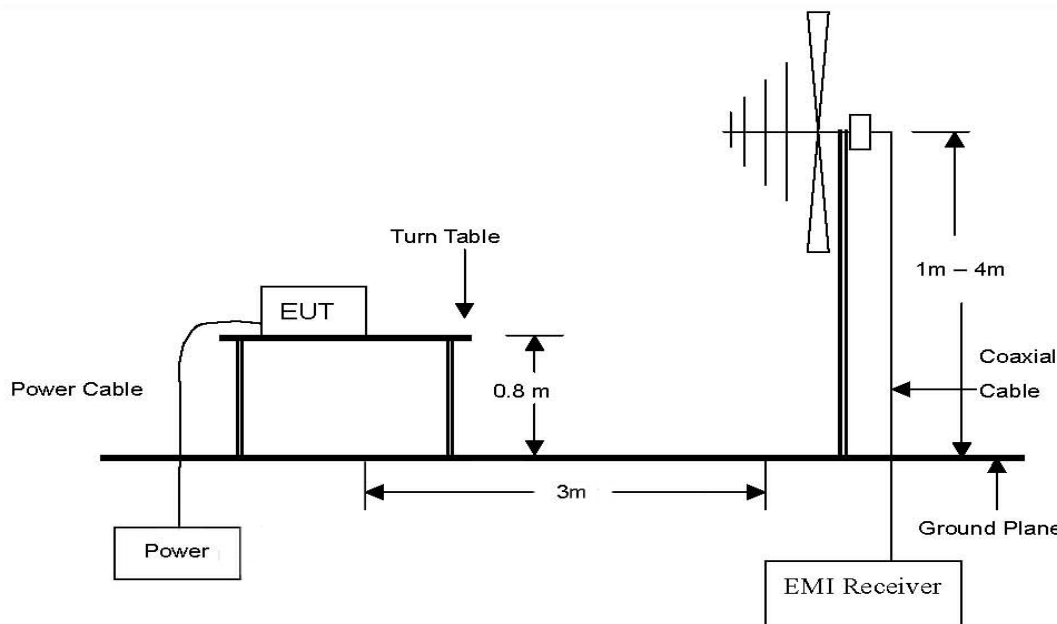 Turn Table
EUT
1m – 4m
Coaxial
Cable
Power Cable
0.8 m
3m
Ground Plane
Power
EMI Receiver